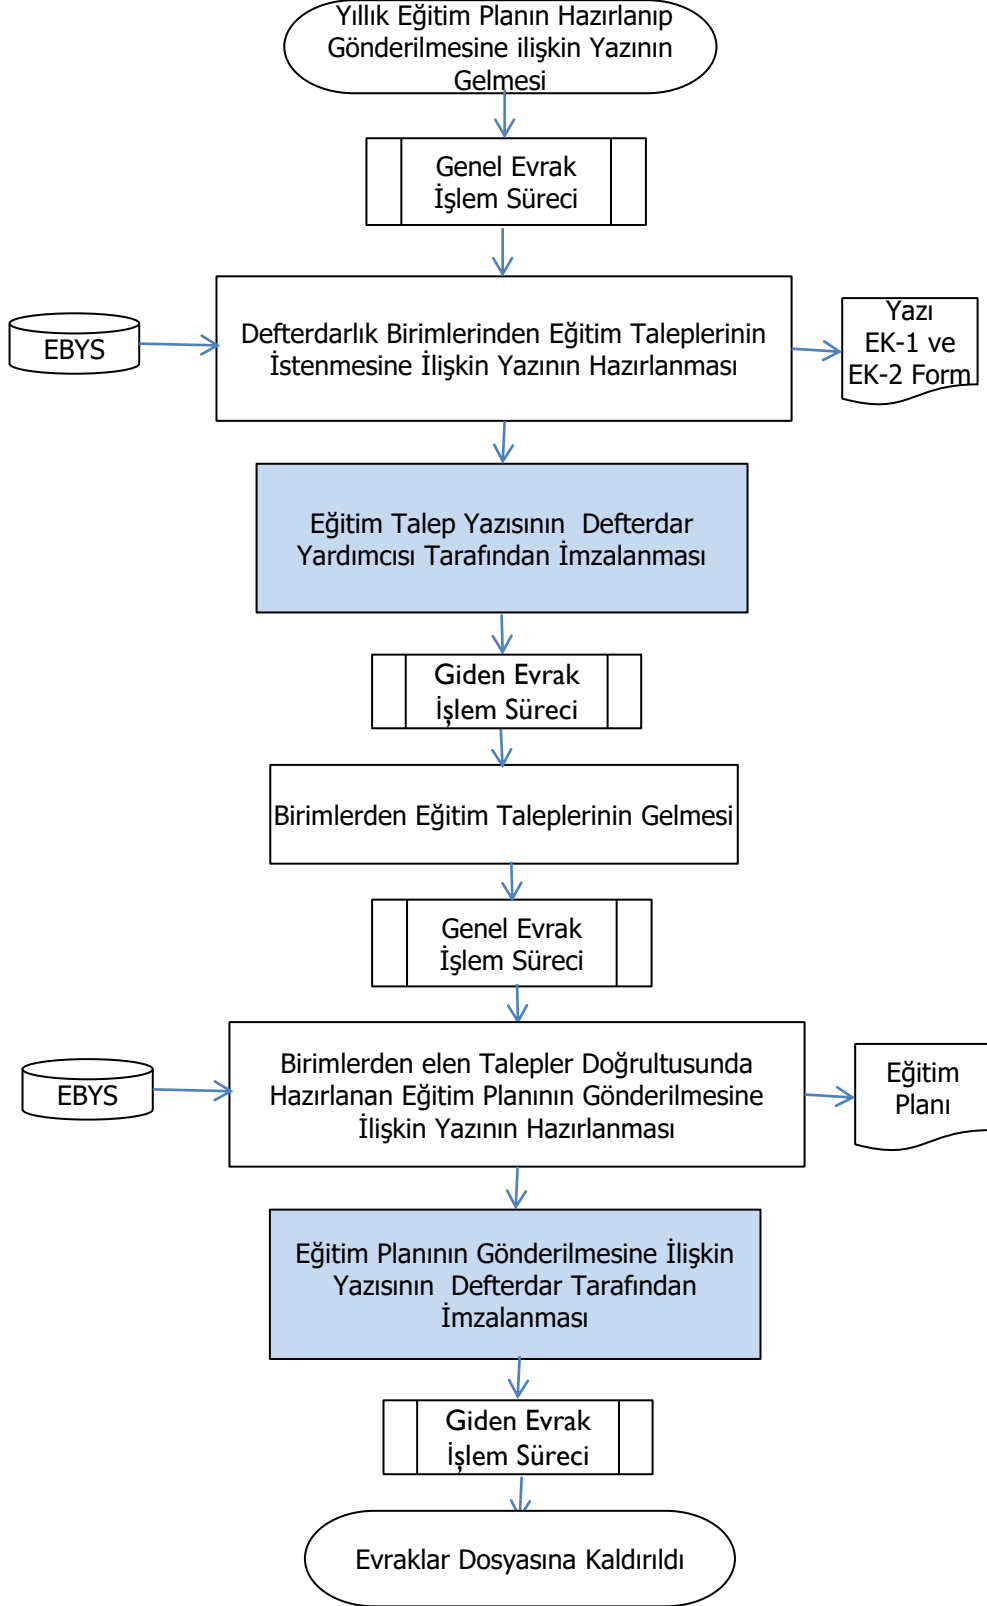 Yıllık Eğitim Planın Hazırlanıp
Gönderilmesine ilişkin Yazının
Gelmesi
Genel Evrak
İşlem Süreci
EBYS
Defterdarlık Birimlerinden Eğitim Taleplerinin
İstenmesine İlişkin Yazının Hazırlanması
Yazı
EK-1 ve
EK-2 Form
Eğitim Talep Yazısının  Defterdar
Yardımcısı Tarafından İmzalanması
Giden Evrak
İşlem Süreci
Birimlerden Eğitim Taleplerinin Gelmesi
Genel Evrak
İşlem Süreci
EBYS
Birimlerden elen Talepler Doğrultusunda
Hazırlanan Eğitim Planının Gönderilmesine
İlişkin Yazının Hazırlanması
Eğitim
Planı
Eğitim Planının Gönderilmesine İlişkin
Yazısının  Defterdar Tarafından
İmzalanması
Giden Evrak
İşlem Süreci
Evraklar Dosyasına Kaldırıldı